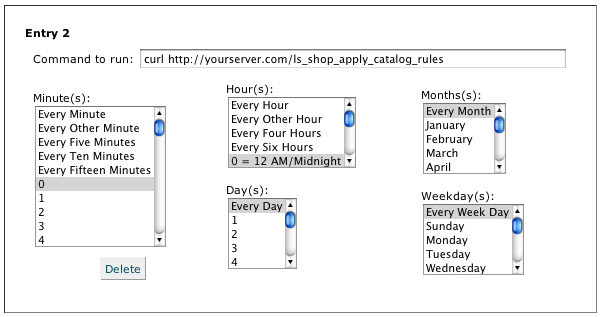 Entry 2
Command to run: curl http://yourserver.com/ls_shop_apply_catalog_rules
Minute(s):
Every Minute
Every Other Minute
Every Five Minutes
Every Ten Minutes
Every Fifteen Minutes
0
1
2
3
4
Delete
Hour(s):
Every Hour
Every Other Hour
Every Four Hours
Every Six Hours
0 = 12 AM/Midnight
Day(s):
Every Day
1
2
3
4
Months(s):
Every Month
January
February
March
April
Weekday(s):
Every Week Day
Sunday
Monday
Tuesday
Wednesday